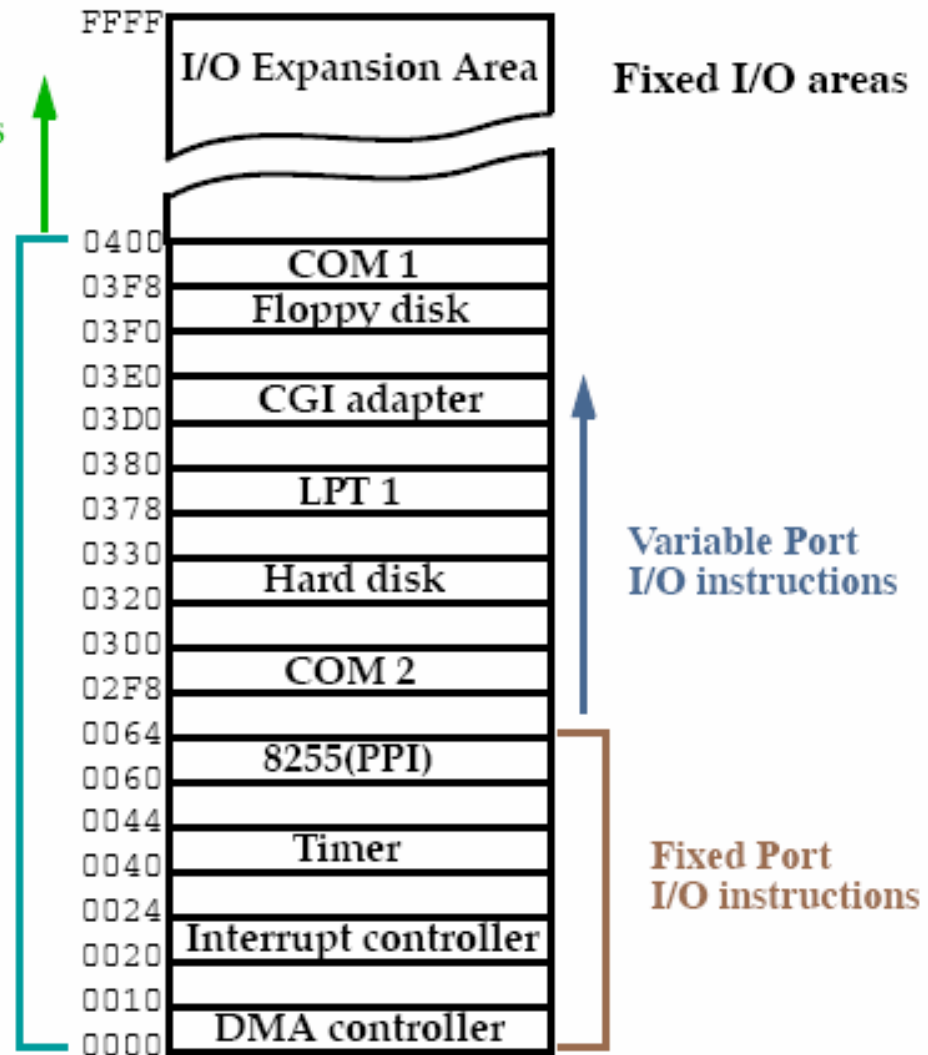 FFFF
I/O Expansion Area
Fixed I/O areas
s
0400
COM 1
03F8
Floppy disk
03F0
03E0
CGI adapter
03D0
0380
LPT 1
0378
Variable Port
I/O instructions
0330
Hard disk
0320
0300
COM 2
02F8
0064
8255(PPI)
0060
0044
Timer
0040
Fixed Port
I/O instructions
0024
Interrupt controller
0020
0010
DMA controller
0000